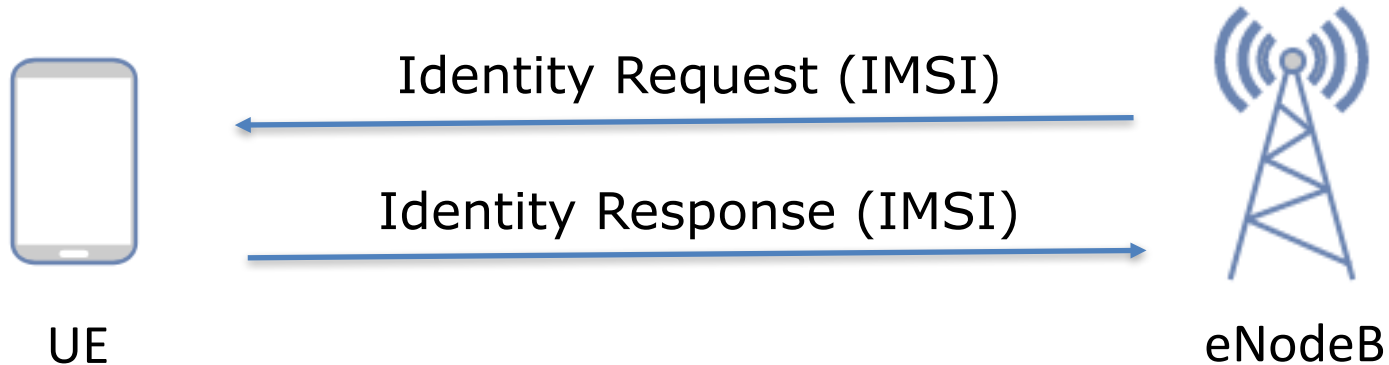 Identity Request (IMSI)
Identity Response (IMSI)
UE
eNodeB